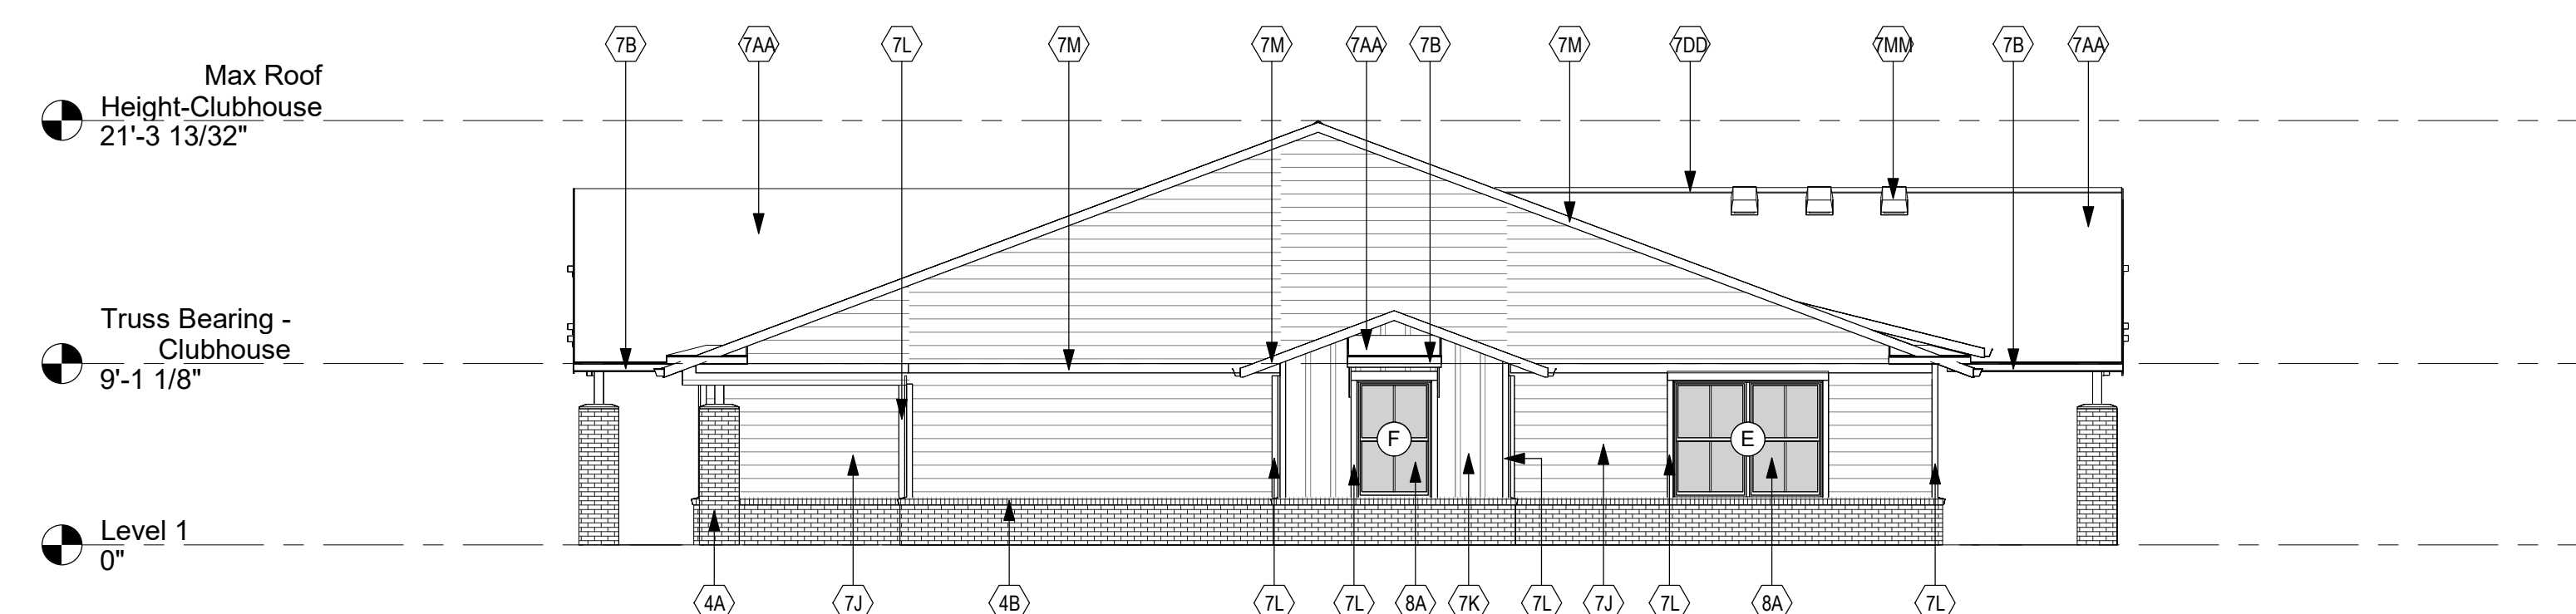 7B 7AA 7L 7M 7M 7AA 7B 7M 7DD 7MM 7B 7AA
Max Roof
Height-Clubhouse
21'-3 13/32"
Truss Bearing -
Clubhouse
9'-1 1/8"
F E
Level 1
0"
4A 7J 4B 7L 7L 8A 7K 7L 7J 7L 8A 7L